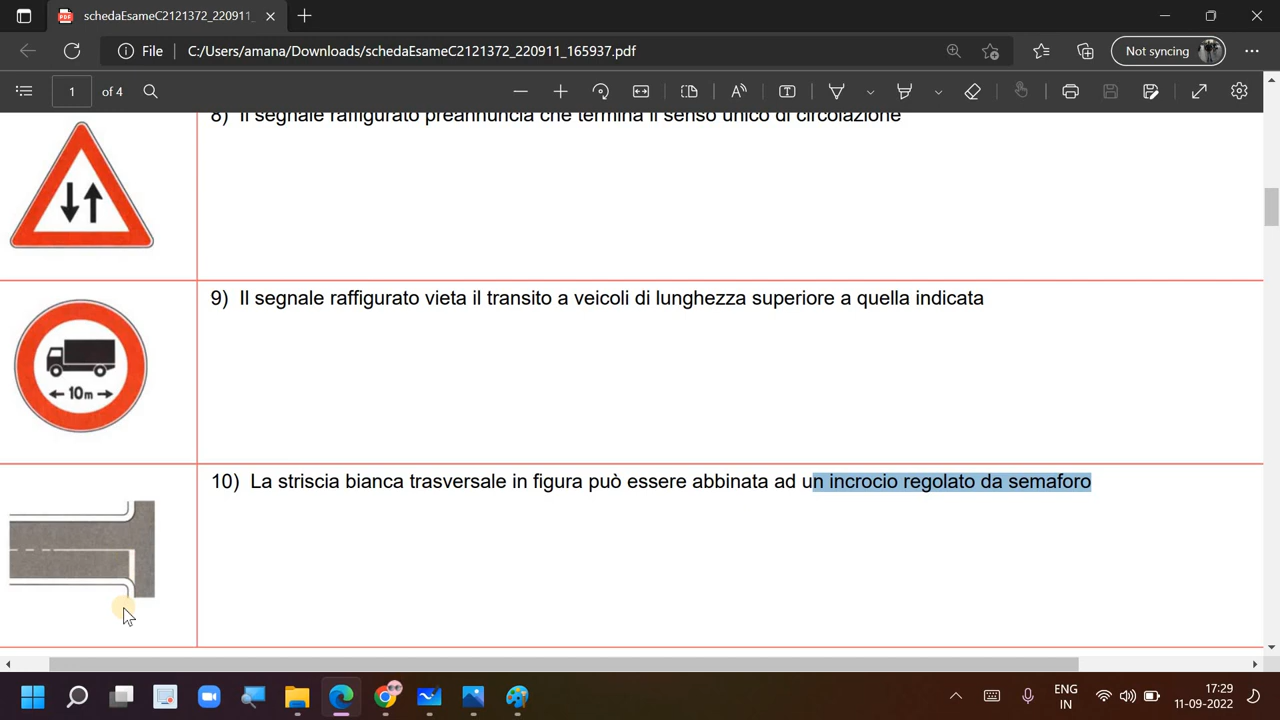 schedaEsameC2121372_220911_
File
C:/Users/amana/Downloads/schedaEsameC2121372_220911_165937.pdf
Not syncing
1 of 4
8) Il segnale raffigurato preannuncia che termina il senso unico di circolazione
9) Il segnale raffigurato vieta il transito a veicoli di lunghezza superiore a quella indicata
10m
10) La striscia bianca trasversale in figura può essere abbinata ad un incrocio regolato da semaforo
ENG
IN
17:29
11-09-2022